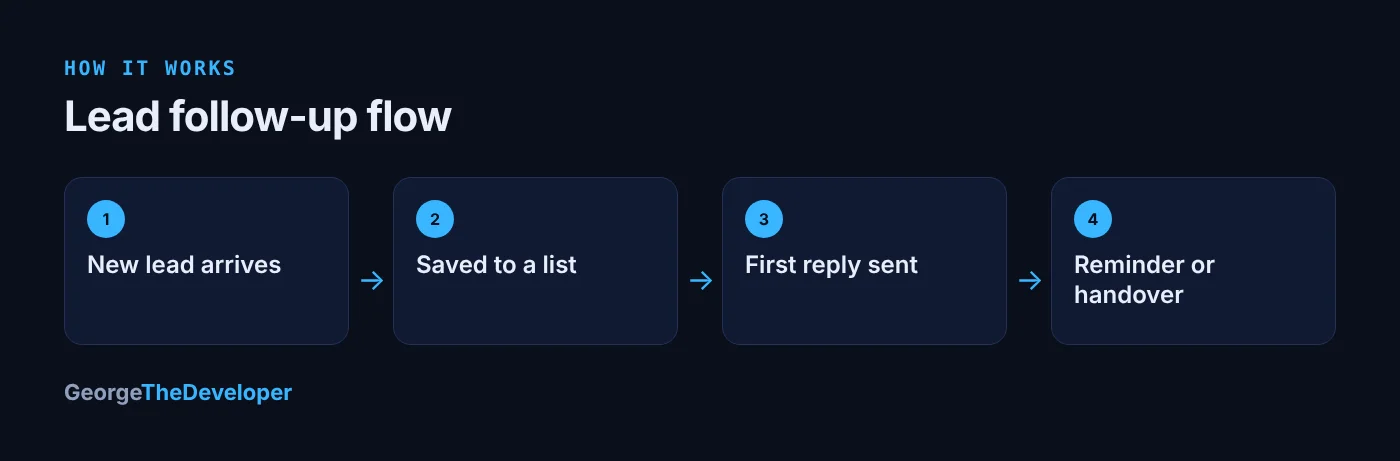 HOW IT WORKS
Lead follow-up flow
1
New lead arrives
→
2
Saved to a list
→
3
First reply sent
→
4
Reminder or
handover
GeorgeTheDeveloper